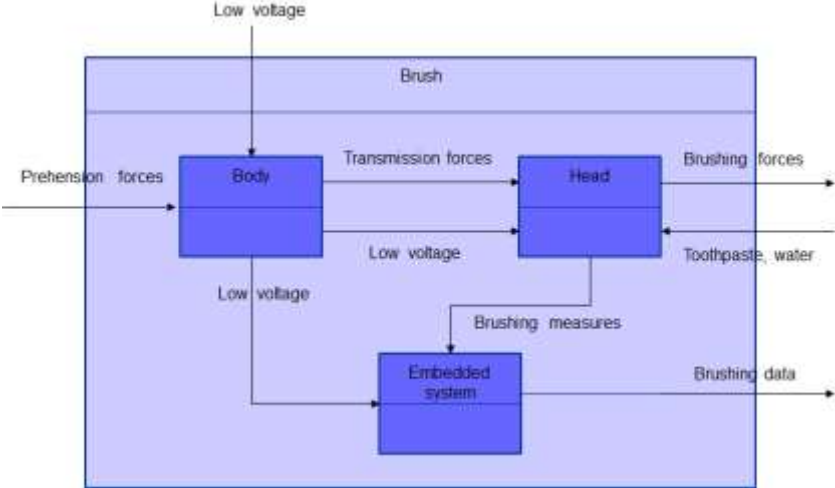 Low voltage
Brush
Transmission forces
Brushing forces
Prehension forces
Body
Head
Low voltage
Toothpaste, water
Low voltage
Brushing measures
Embedded
system
Brushing data